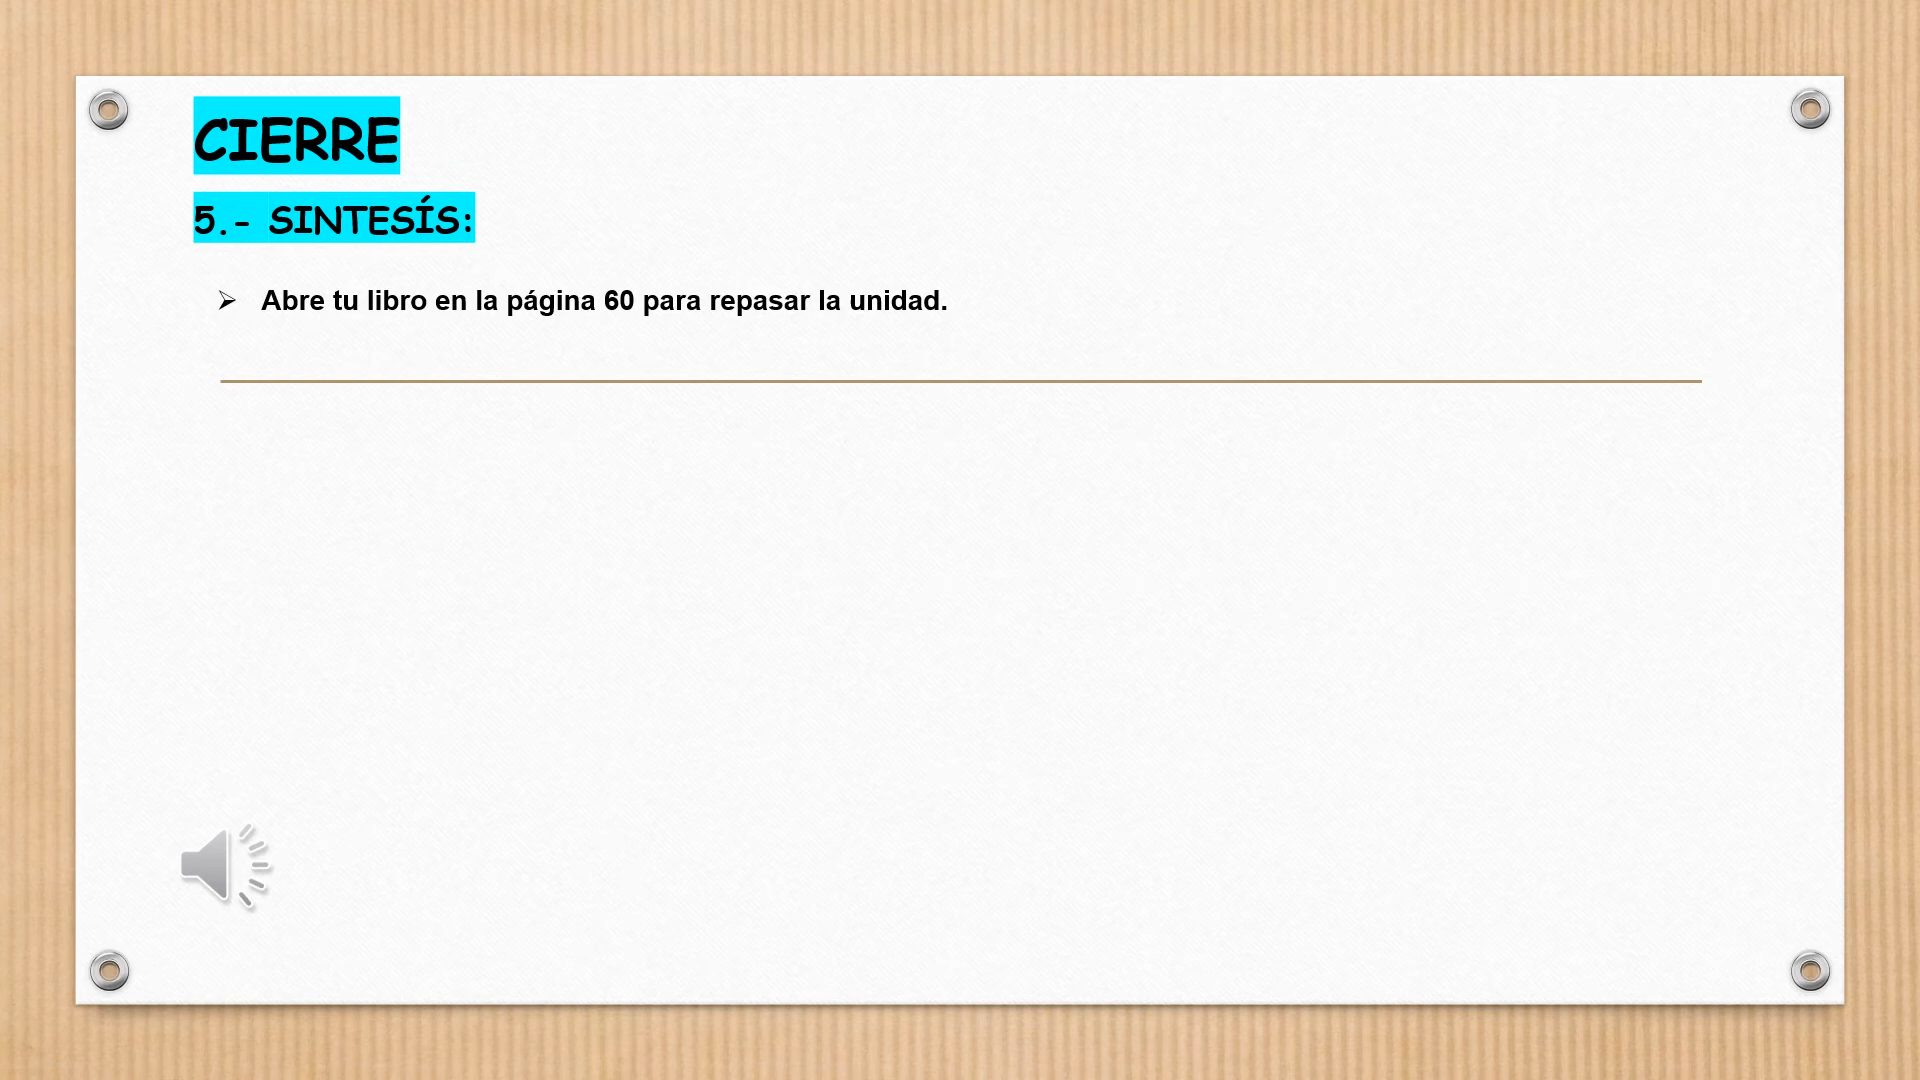 CIERRE
5.- SINTESÍS:
➢ Abre tu libro en la página 60 para repasar la unidad.